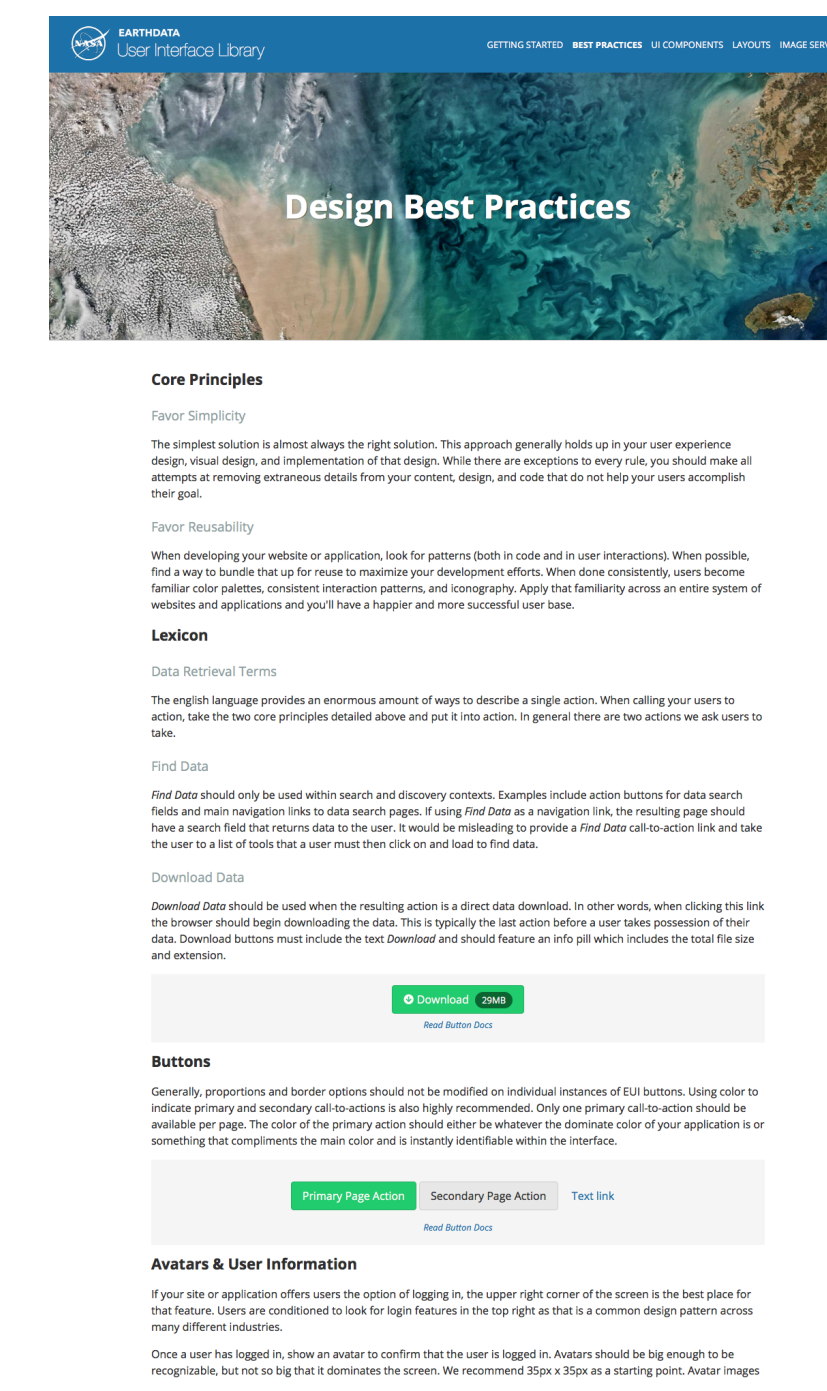 NASA
EARTHDATA
User Interface Library
GETTING STARTED BEST PRACTICES UI COMPONENTS LAYOUTS IMAGE SERV
Design Best Practices
Core Principles
Favor Simplicity
The simplest solution is almost always the right solution. This approach generally holds up in your user experience
design, visual design, and implementation of that design. While there are exceptions to every rule, you should make all
attempts at removing extraneous details from your content, design, and code that do not help your users accomplish
their goal.
Favor Reusability
When developing your website or application, look for patterns (both in code and in user interactions). When possible,
find a way to bundle that up for reuse to maximize your development efforts. When done consistently, users become
familiar color palettes, consistent interaction patterns, and iconography. Apply that familiarity across an entire system of
websites and applications and you'll have a happier and more successful user base.
Lexicon
Data Retrieval Terms
The english language provides an enormous amount of ways to describe a single action. When calling your users to
action, take the two core principles detailed above and put it into action. In general there are two actions we ask users to
take.
Find Data
Find Data should only be used within search and discovery contexts. Examples include action buttons for data search
fields and main navigation links to data search pages. If using Find Data as a navigation link, the resulting page should
have a search field that returns data to the user. It would be misleading to provide a Find Data call-to-action link and take
the user to a list of tools that a user must then click on and load to find data.
Download Data
Download Data should be used when the resulting action is a direct data download. In other words, when clicking this link
the browser should begin downloading the data. This is typically the last action before a user takes possession of their
data. Download buttons must include the text Download and should feature an info pill which includes the total file size
and extension.
Download 29MB
Read Button Docs
Buttons
Generally, proportions and border options should not be modified on individual instances of EUI buttons. Using color to
indicate primary and secondary call-to-actions is also highly recommended. Only one primary call-to-action should be
available per page. The color of the primary action should either be whatever the dominate color of your application is or
something that compliments the main color and is instantly identifiable within the interface.
Primary Page Action Secondary Page Action Text link
Read Button Docs
Avatars & User Information
If your site or application offers users the option of logging in, the upper right corner of the screen is the best place for
that feature. Users are conditioned to look for login features in the top right as that is a common design pattern across
many different industries.
Once a user has logged in, show an avatar to confirm that the user is logged in. Avatars should be big enough to be
recognizable, but not so big that it dominates the screen. We recommend 35px x 35px as a starting point. Avatar images